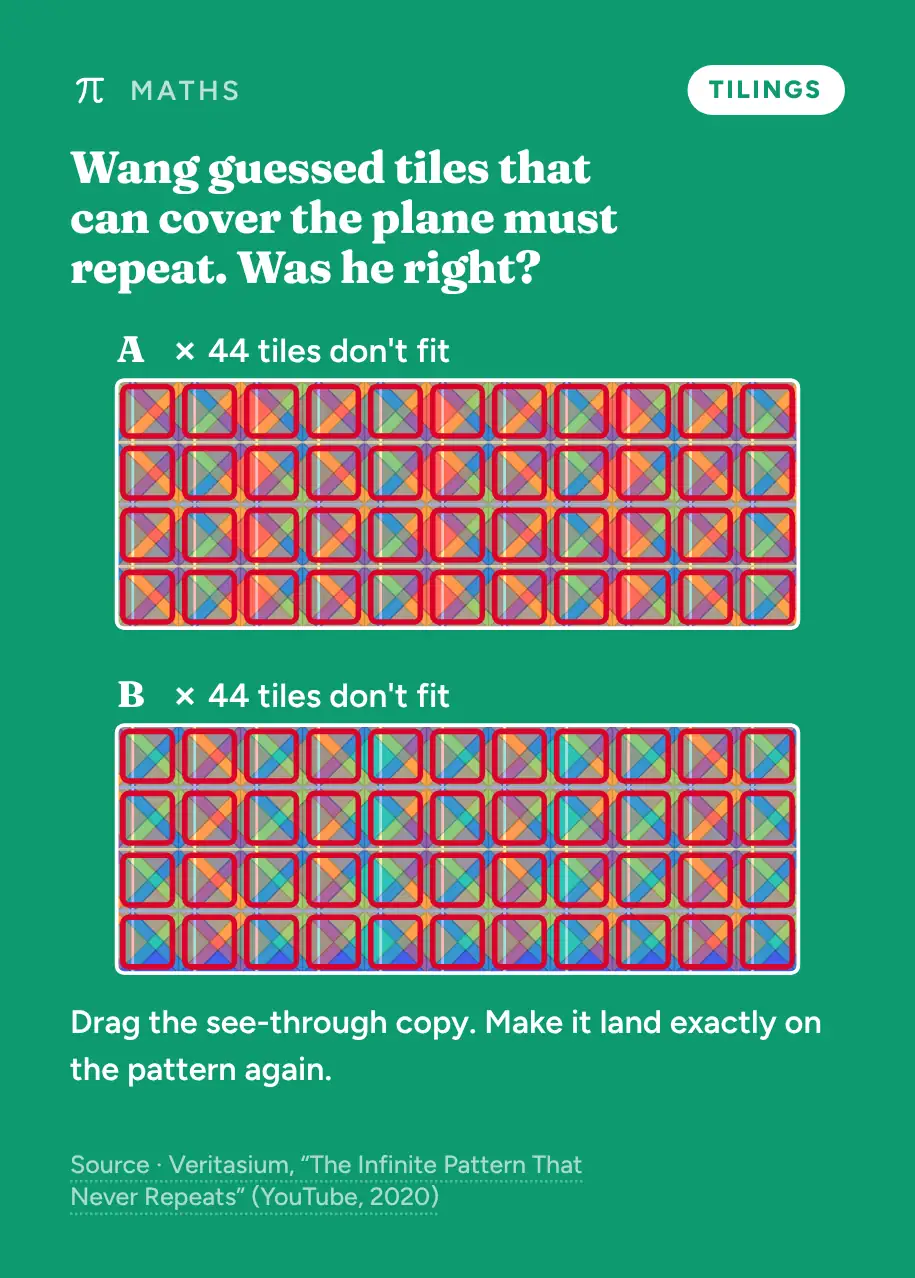 π MATHS
TILINGS
Wang guessed tiles that
can cover the plane must
repeat. Was he right?
A × 44 tiles don't fit
B × 44 tiles don't fit
Drag the see-through copy. Make it land exactly on
the pattern again.
Source · Veritasium, “The Infinite Pattern That
Never Repeats” (YouTube, 2020)